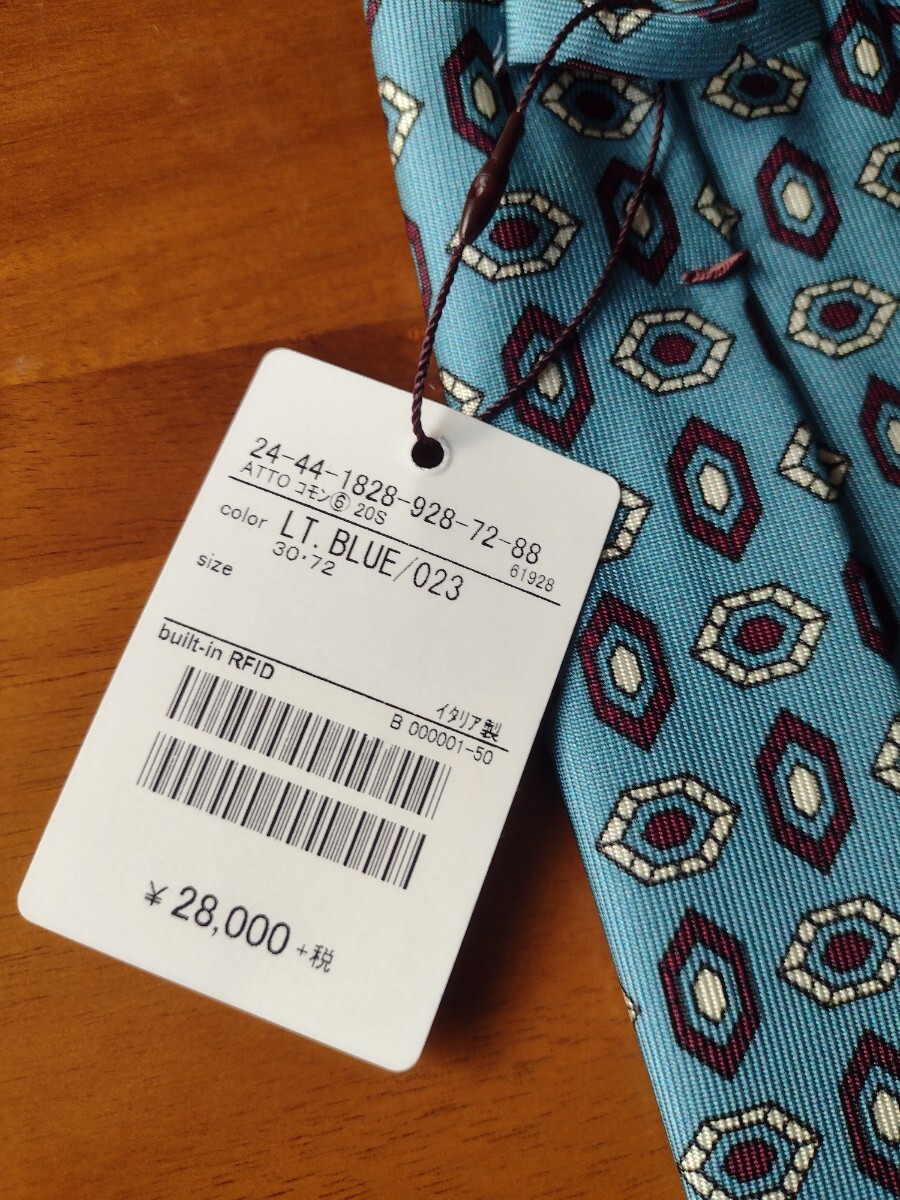 24-44-1828-928-72-88
ATTO コモン⑥ 20S
61928
color LT.BLUE/023
30・72
size
built-in RFID
イタリア製
B 000001-50
¥ 28,000 +税